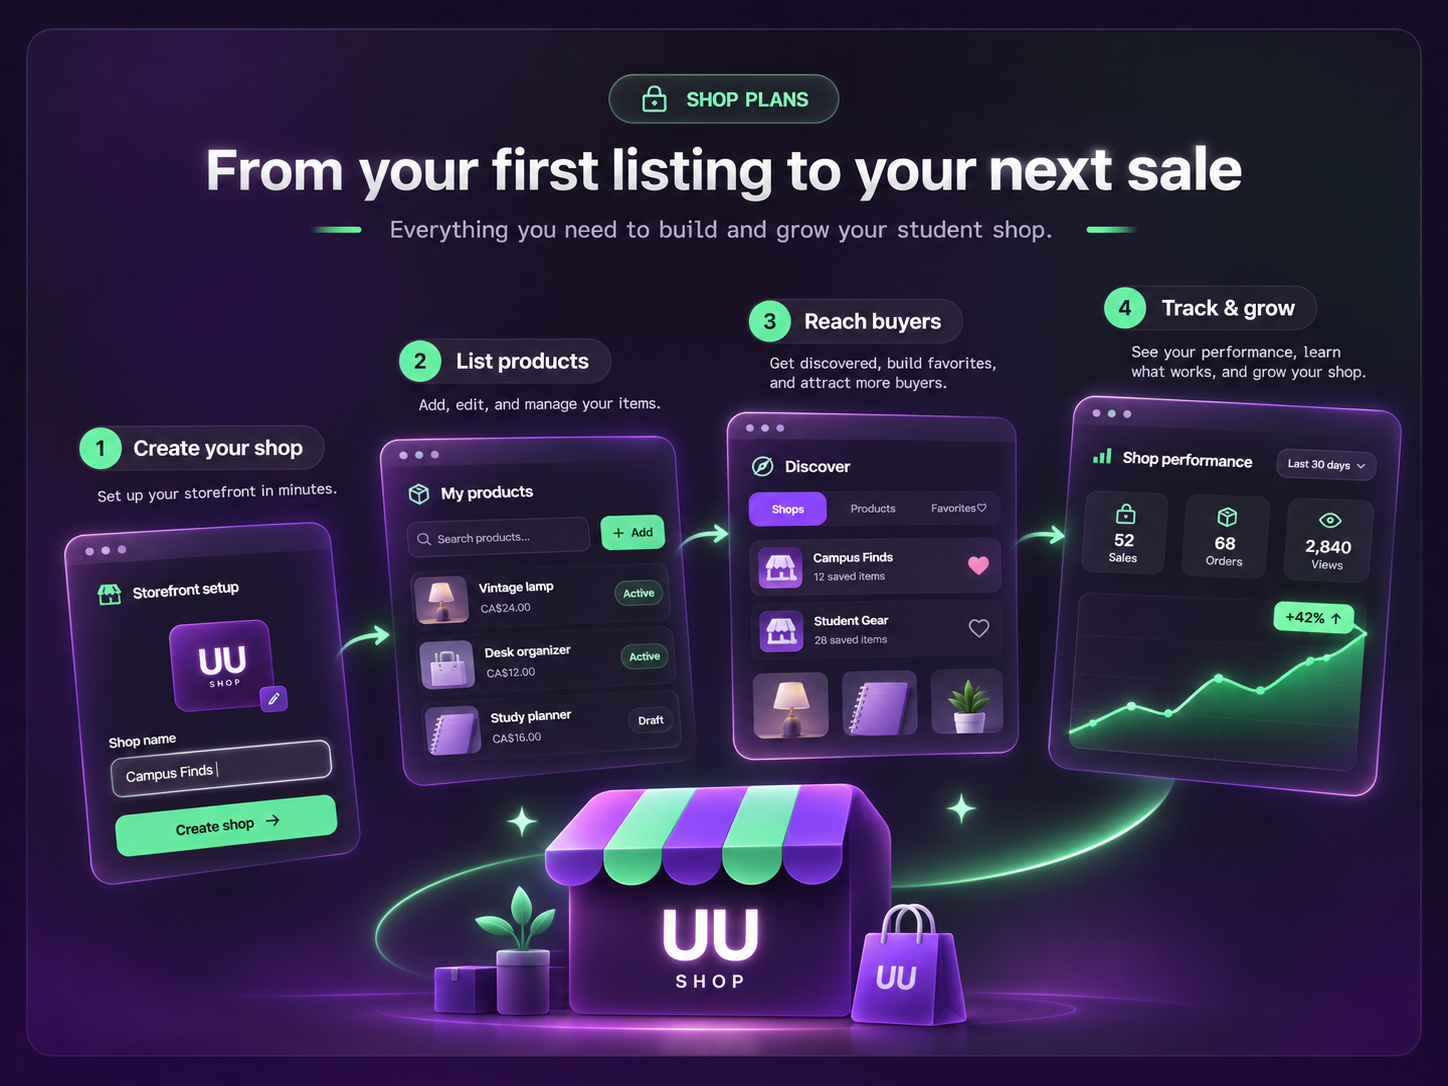 SHOP PLANS
From your first listing to your next sale
Everything you need to build and grow your student shop.
1 Create your shop
Set up your storefront in minutes.
Storefront setup
UU
SHOP
Shop name
Campus Finds
Create shop →
2 List products
Add, edit, and manage your items.
My products
Search products...
+ Add
Vintage lamp
CA$24.00
Active
Desk organizer
CA$12.00
Active
Study planner
CA$16.00
Draft
3 Reach buyers
Get discovered, build favorites,
and attract more buyers.
Discover
Shops
Products
Favorites♡
Campus Finds
12 saved items
Student Gear
28 saved items
4 Track & grow
See your performance, learn
what works, and grow your shop.
Shop performance
Last 30 days
52
Sales
68
Orders
2,840
Views
+42% ↑
UU
SHOP
UU